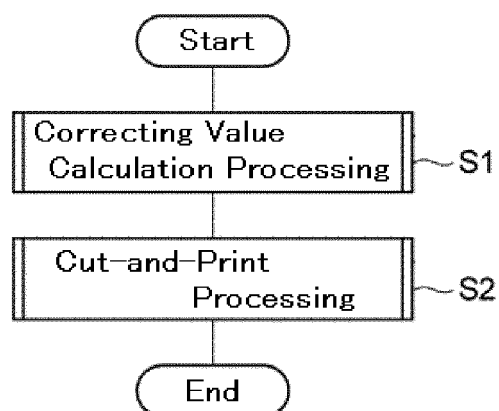 Start
Correcting Value
Calculation Processing
S1
Cut-and-Print
Processing
S2
End